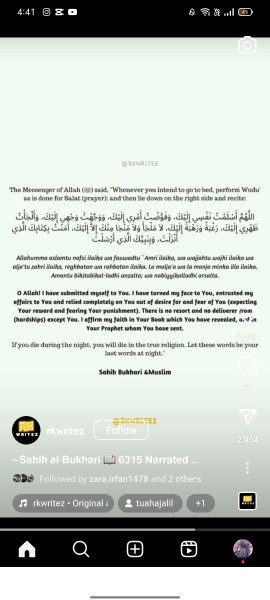 4:41
@RKWRITEZ
The Messenger of Allah (ﷺ) said, "Whenever you intend to go to bed, perform Wudu'
as is done for Salat (prayer); and then lie down on the right side and recite:
اللَّهُمَّ أَسْلَمْتُ نَفْسِي إِلَيْكَ، وَفَوَّضْتُ أَمْرِي إِلَيْكَ، وَوَجَّهْتُ وَجْهِي إِلَيْكَ، وَأَلْجَأْتُ
ظَهْرِي إِلَيْكَ، رَغْبَةً وَرَهْبَةً إِلَيْكَ، لاَ مَلْجَأَ وَلاَ مَنْجَا مِنْكَ إِلاَّ إِلَيْكَ، آمَنْتُ بِكِتَابِكَ الَّذِي
أَنْزَلْتَ، وَبِنَبِيِّكَ الَّذِي أَرْسَلْتَ
Allahumma aslamtu nafsi ilaika wa fauwadtu `Amri ilaika, wa wajjahtu wajhi ilaika wa
alja'tu zahri ilaika, raghbatan wa rahbatan ilaika. La malja'a wa la manja minka illa ilaika.
Amantu bikitabikal-ladhi anzalta; wa nabiyyikalladhi arsalta.
O Allah! I have submitted myself to You. I have turned my face to You, entrusted my
affairs to You and relied completely on You out of desire for and fear of You (expecting
Your reward and fearing Your punishment). There is no resort and no deliverer from
(hardships) except You. I affirm my faith in Your Book which You have revealed,
Your Prophet whom You have sent.
If you die during the night, you will die in the true religion. Let these words be your
last words at night."
Sahih Bukhari &Muslim
@RKWRITEZ
rkwritez Follow
2,904
~Sahih al-Bukhari 📖 6315 Narrated ...
Followed by zara.irfan1478 and 2 others
rkwritez • Original
tuahajalil
+1
WRITEZ